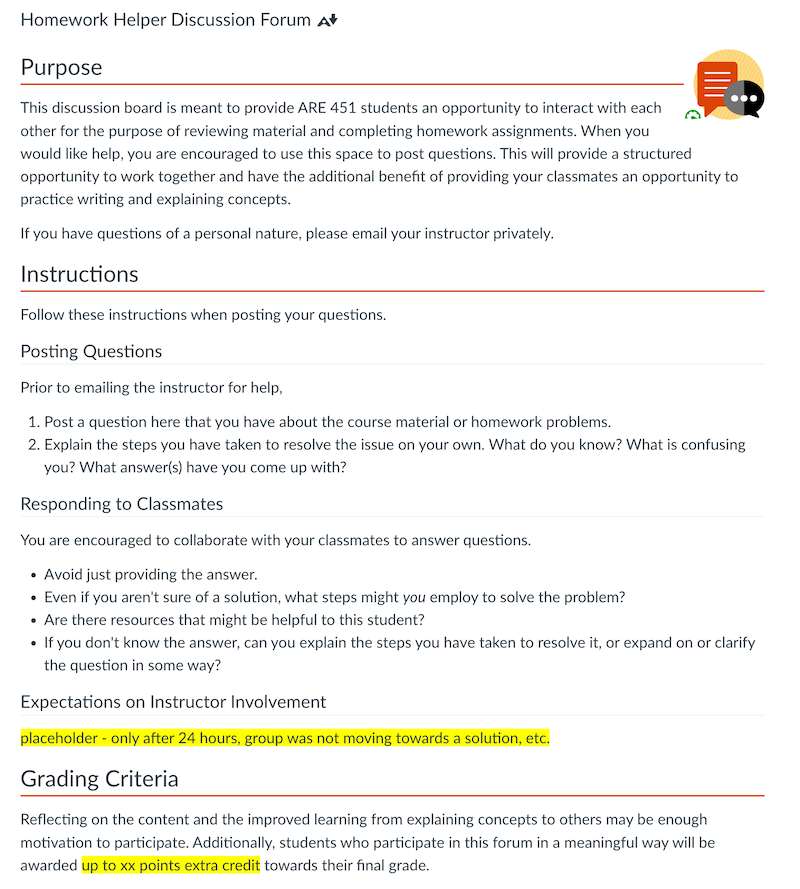 Homework Helper Discussion Forum
Purpose
This discussion board is meant to provide ARE 451 students an opportunity to interact with each
other for the purpose of reviewing material and completing homework assignments. When you
would like help, you are encouraged to use this space to post questions. This will provide a structured
opportunity to work together and have the additional benefit of providing your classmates an opportunity to
practice writing and explaining concepts.
If you have questions of a personal nature, please email your instructor privately.
Instructions
Follow these instructions when posting your questions.
Posting Questions
Prior to emailing the instructor for help,
1. Post a question here that you have about the course material or homework problems.
2. Explain the steps you have taken to resolve the issue on your own. What do you know? What is confusing
you? What answer(s) have you come up with?
Responding to Classmates
You are encouraged to collaborate with your classmates to answer questions.
• Avoid just providing the answer.
• Even if you aren't sure of a solution, what steps might you employ to solve the problem?
• Are there resources that might be helpful to this student?
• If you don't know the answer, can you explain the steps you have taken to resolve it, or expand on or clarify
the question in some way?
Expectations on Instructor Involvement
placeholder - only after 24 hours, group was not moving towards a solution, etc.
Grading Criteria
Reflecting on the content and the improved learning from explaining concepts to others may be enough
motivation to participate. Additionally, students who participate in this forum in a meaningful way will be
awarded up to xx points extra credit towards their final grade.